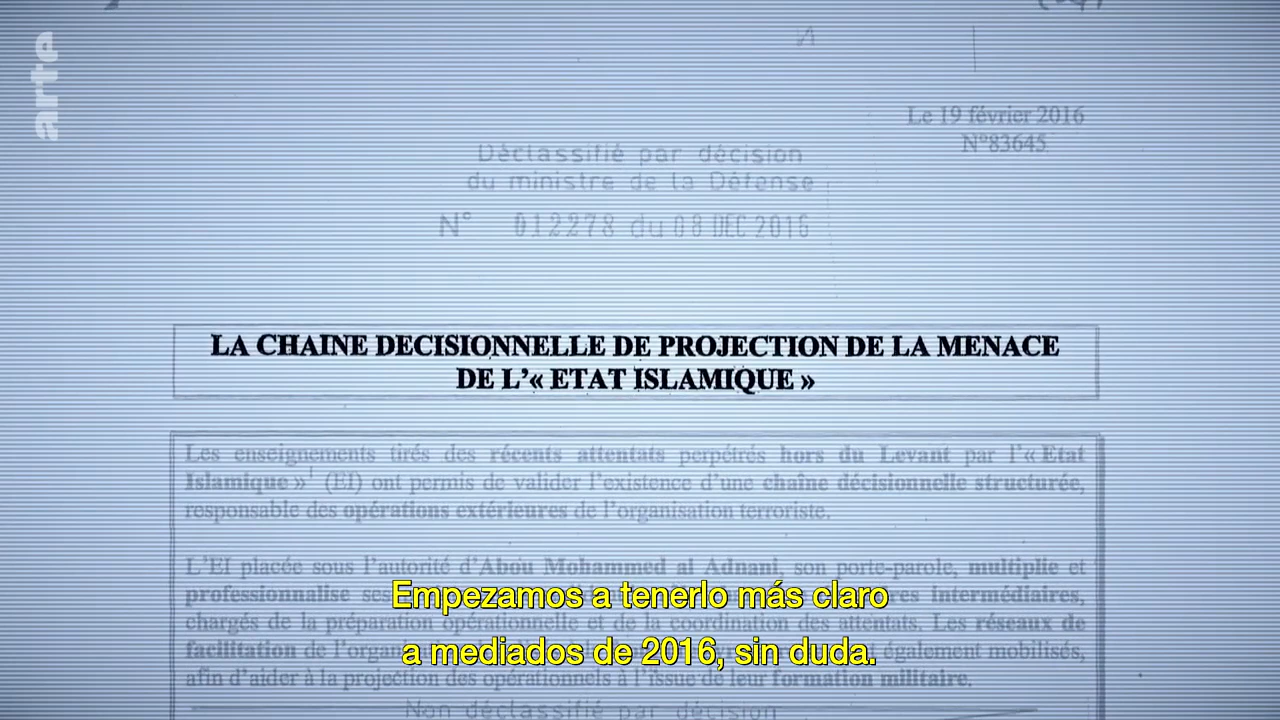 arte
Le 19 février 2016
N°83645
Déclassifié par décision
du ministre de la Défense
N° 012278 du 08 DEC 2016
LA CHAINE DECISIONNELLE DE PROJECTION DE LA MENACE
DE L'« ETAT ISLAMIQUE »
Les enseignements tirés des récents attentats perpétrés hors du Levant par l'« Etat
Islamique »¹ (EI) ont permis de valider l'existence d'une chaîne décisionnelle structurée,
responsable des opérations extérieures de l'organisation terroriste.
L'EI placée sous l'autorité d'Abou Mohammed al Adnani, son porte-parole, multiplie et
professionnalise res intermédiaires,
Empezamos a tenerlo más claro
chargés de la préparation opérationnelle et de la coordination des attentats. Les réseaux de
facilitation de également mobilisés,
a mediados de 2016, sin duda.
afin d'aider à la projection des opérationnels à l'issue de leur formation militaire.
Non déclassifié par décision